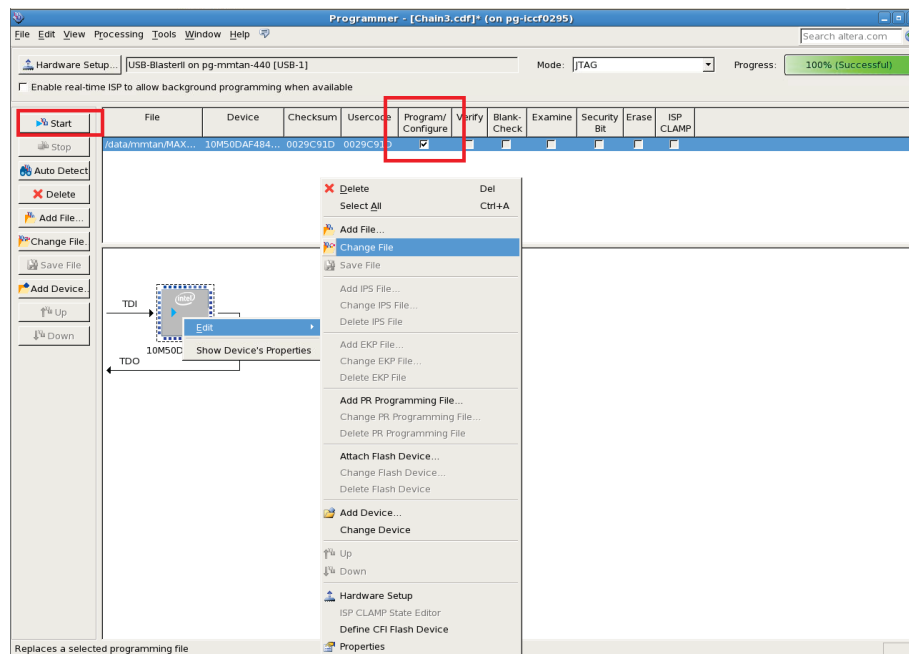 Programmer - [Chain3.cdf]* (on pg-iccf0295)
File Edit View Processing Tools Window Help
Search altera.com
Hardware Setup... USB-BlasterII on pg-mmtan-440 [USB-1] Mode: JTAG Progress: 100% (Successful)
Enable real-time ISP to allow background programming when available
Start
Stop
Auto Detect
Delete
Add File...
Change File.
Save File
Add Device.
Up
Down
File Device Checksum Usercode Program/ Verify Blank- Examine Security Erase ISP
Configure Check Bit CLAMP
/data/mmtan/MAX... 10M50DAF484... 0029C91D 0029C91D
TDI
intel
10M50D
TDO
Edit
Show Device's Properties
Delete Del
Select All Ctrl+A
Add File...
Change File
Save File
Add IPS File...
Change IPS File...
Delete IPS File
Add EKP File...
Change EKP File...
Delete EKP File
Add PR Programming File...
Change PR Programming File...
Delete PR Programming File
Attach Flash Device...
Change Flash Device...
Delete Flash Device
Add Device...
Change Device
Up
Down
Hardware Setup
ISP CLAMP State Editor
Define CFI Flash Device
Properties
Replaces a selected programming file